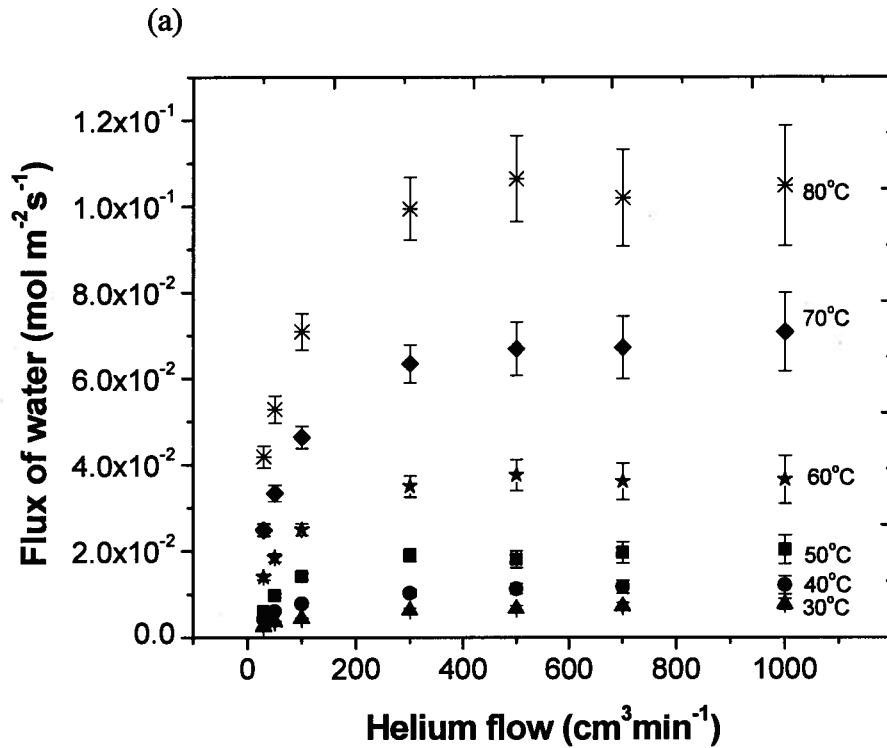 (a)
Flux of water (mol m⁻²s⁻¹)
1.2x10⁻¹
1.0x10⁻¹
8.0x10⁻²
6.0x10⁻²
4.0x10⁻²
2.0x10⁻²
0.0
80°C
70°C
60°C
50°C
40°C
30°C
0 200 400 600 800 1000
Helium flow (cm³min⁻¹)